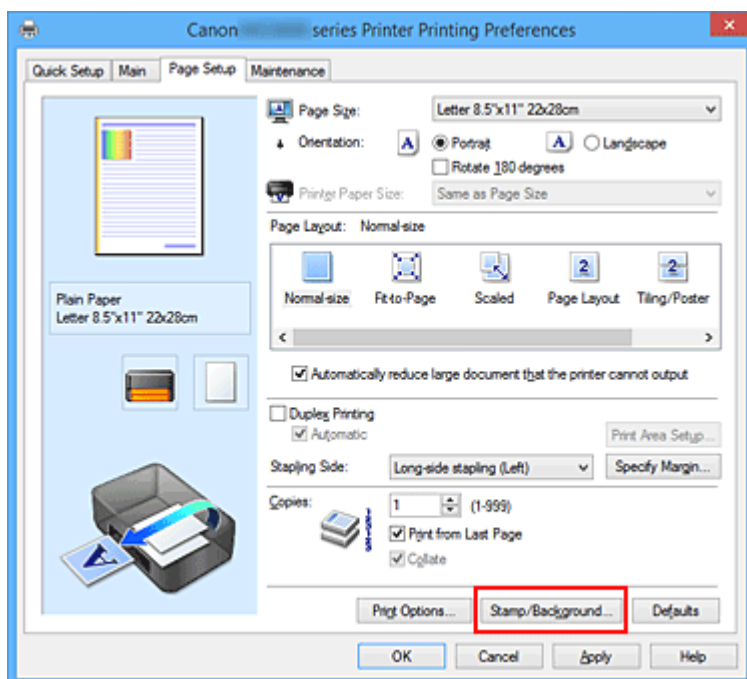 Canon series Printer Printing Preferences
Quick Setup Main Page Setup Maintenance
Page Size: Letter 8.5"x11" 22x28cm
Orientation: A Portrait A Landscape
Rotate 180 degrees
Printer Paper Size: Same as Page Size
Page Layout: Normal-size
2 2
Normal-size Fit-to-Page Scaled Page Layout Tiling/Poster
Plain Paper
Letter 8.5"x11" 22x28cm
Automatically reduce large document that the printer cannot output
Duplex Printing
Automatic
Print Area Setup...
Stapling Side: Long-side stapling (Left) Specify Margin...
Copies: 1 (1-999)
Print from Last Page
Collate
A
Print Options... Stamp/Background... Defaults
OK Cancel Apply Help